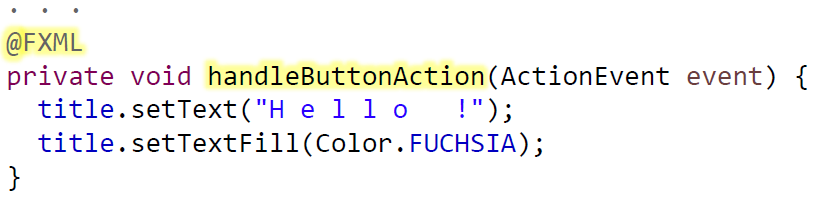 . . .
@FXML
private void handleButtonAction(ActionEvent event) {
  title.setText("H e l l o   !");
  title.setTextFill(Color.FUCHSIA);
}